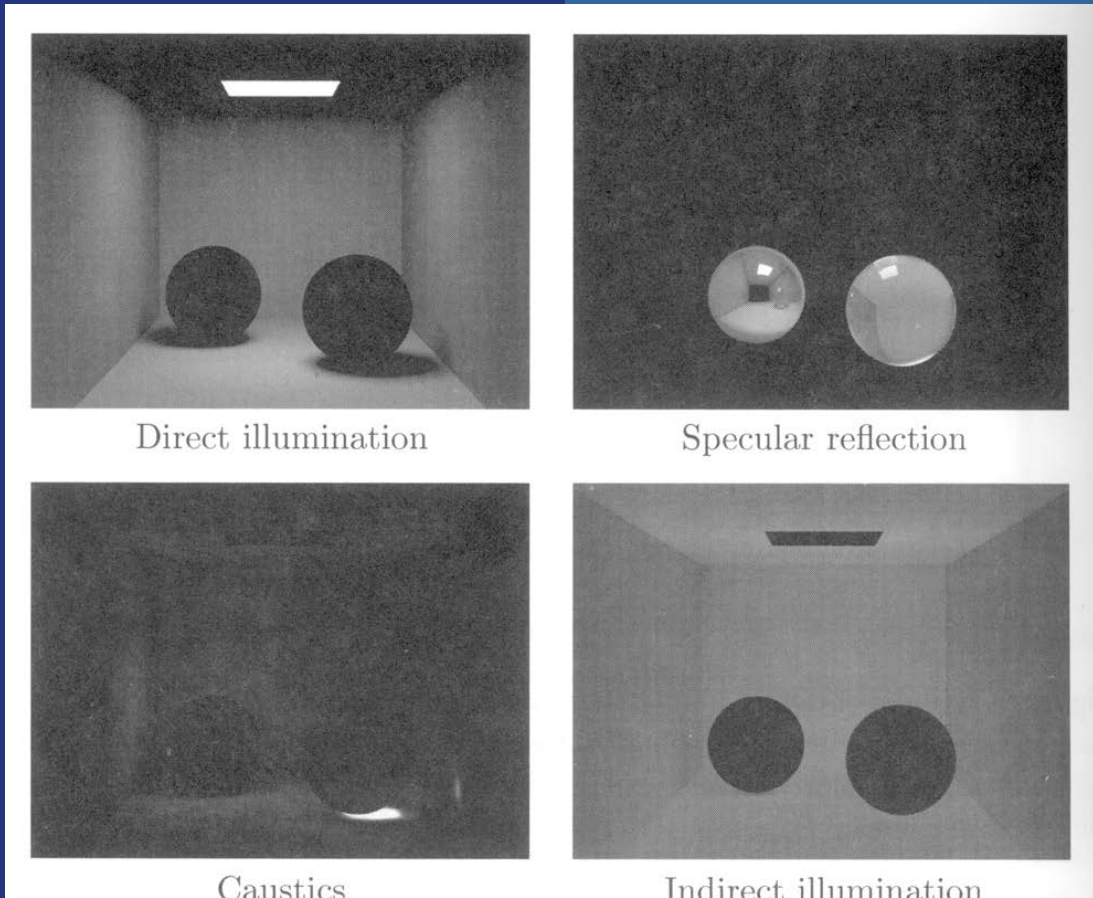 Direct illumination
Specular reflection
Caustics
Indirect illumination